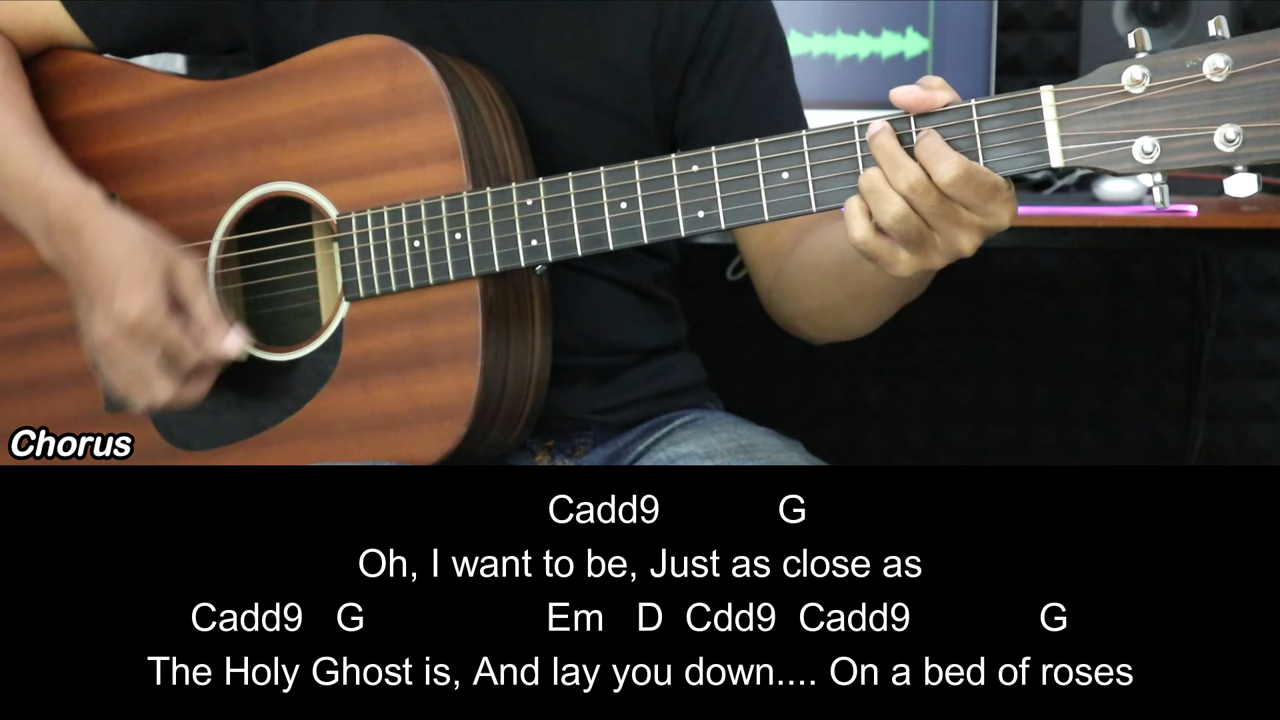 Chorus
Cadd9 G
Oh, I want to be, Just as close as
Cadd9 G Em D Cdd9 Cadd9 G
The Holy Ghost is, And lay you down.... On a bed of roses